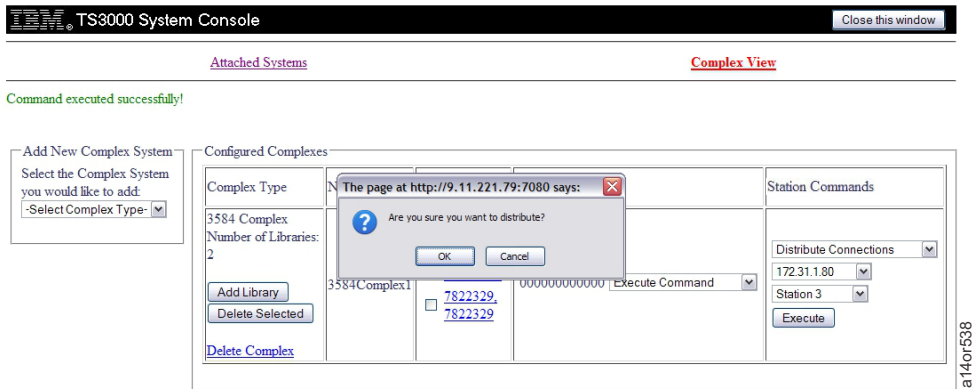 IBM® TS3000 System Console
Close this window
Attached Systems
Complex View
Command executed successfully!
Add New Complex System
Select the Complex System
you would like to add:
-Select Complex Type-
Configured Complexes
Complex Type
N
Station Commands
3584 Complex
Number of Libraries:
2
Add Library
Delete Selected
Delete Complex
3584Complex1
7822329,
7822329
000000000000
Execute Command
Distribute Connections
172.31.1.80
Station 3
Execute
The page at http://9.11.221.79:7080 says:
Are you sure you want to distribute?
OK
Cancel
a14or538